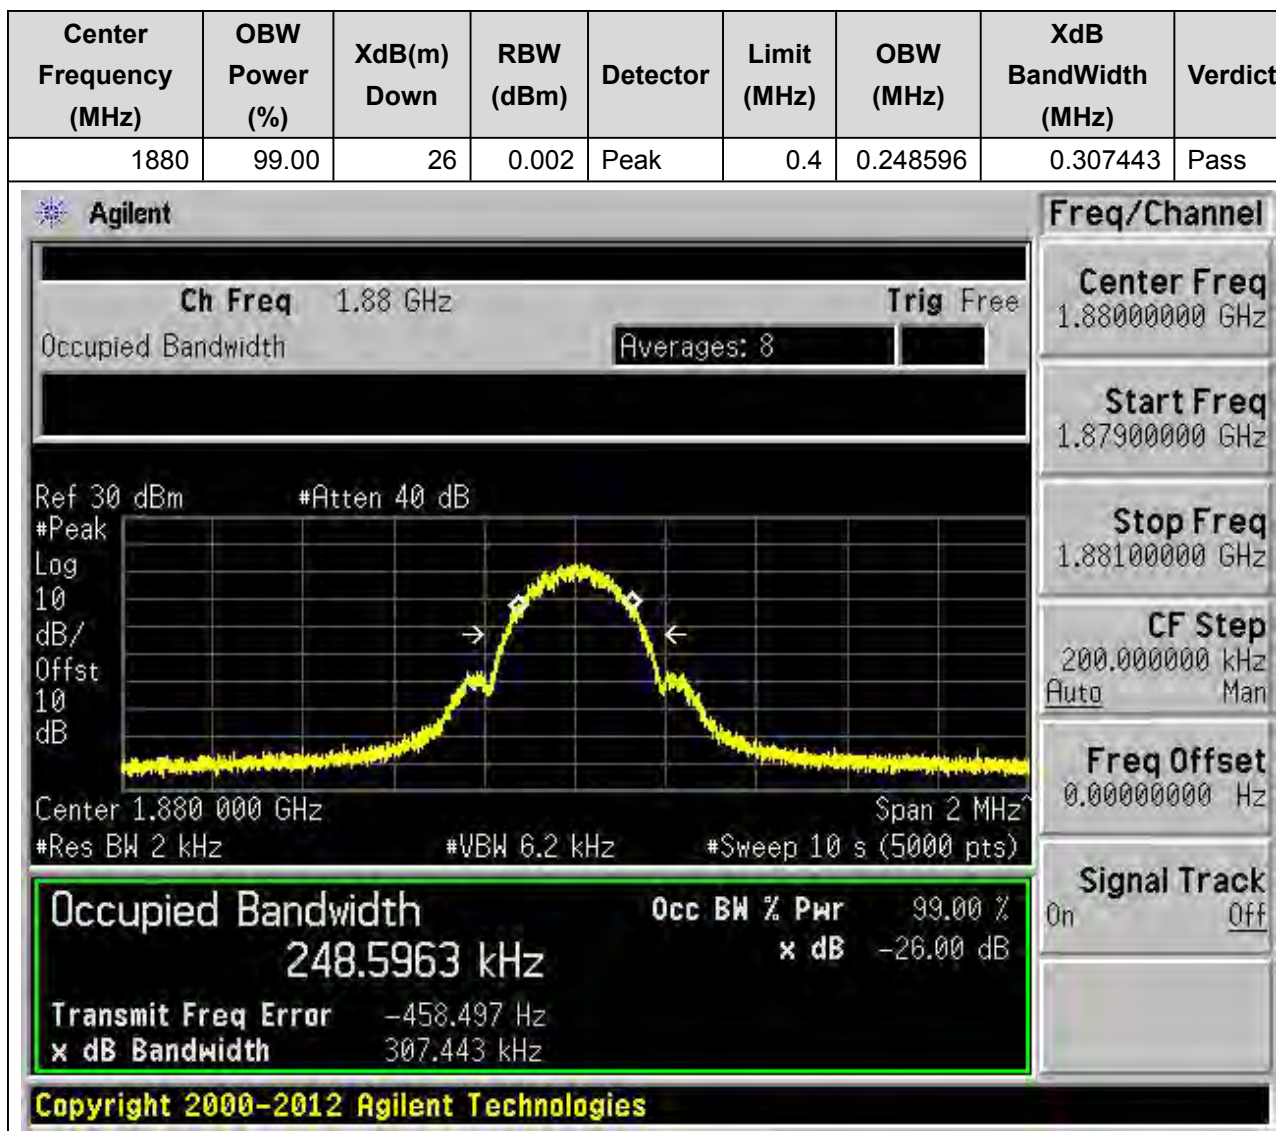 Center Frequency (MHz) OBW Power (%) XdB(m) Down RBW (dBm) Detector Limit (MHz) OBW (MHz) XdB BandWidth (MHz) Verdict
1880 99.00 26 0.002 Peak 0.4 0.248596 0.307443 Pass
Agilent
Freq/Channel
Ch Freq 1.88 GHz Trig Free
Occupied Bandwidth Averages: 8
Ref 30 dBm #Atten 40 dB
#Peak
Log
10
dB/
Offst
10
dB
Center 1.880 000 GHz Span 2 MHz^
#Res BW 2 kHz #VBW 6.2 kHz #Sweep 10 s (5000 pts)
Occupied Bandwidth Occ BW % Pwr 99.00 %
248.5963 kHz x dB -26.00 dB
Transmit Freq Error -458.497 Hz
x dB Bandwidth 307.443 kHz
Center Freq
1.88000000 GHz
Start Freq
1.87900000 GHz
Stop Freq
1.88100000 GHz
CF Step
200.000000 kHz
Auto Man
Freq Offset
0.00000000 Hz
Signal Track
On Off
Copyright 2000-2012 Agilent Technologies